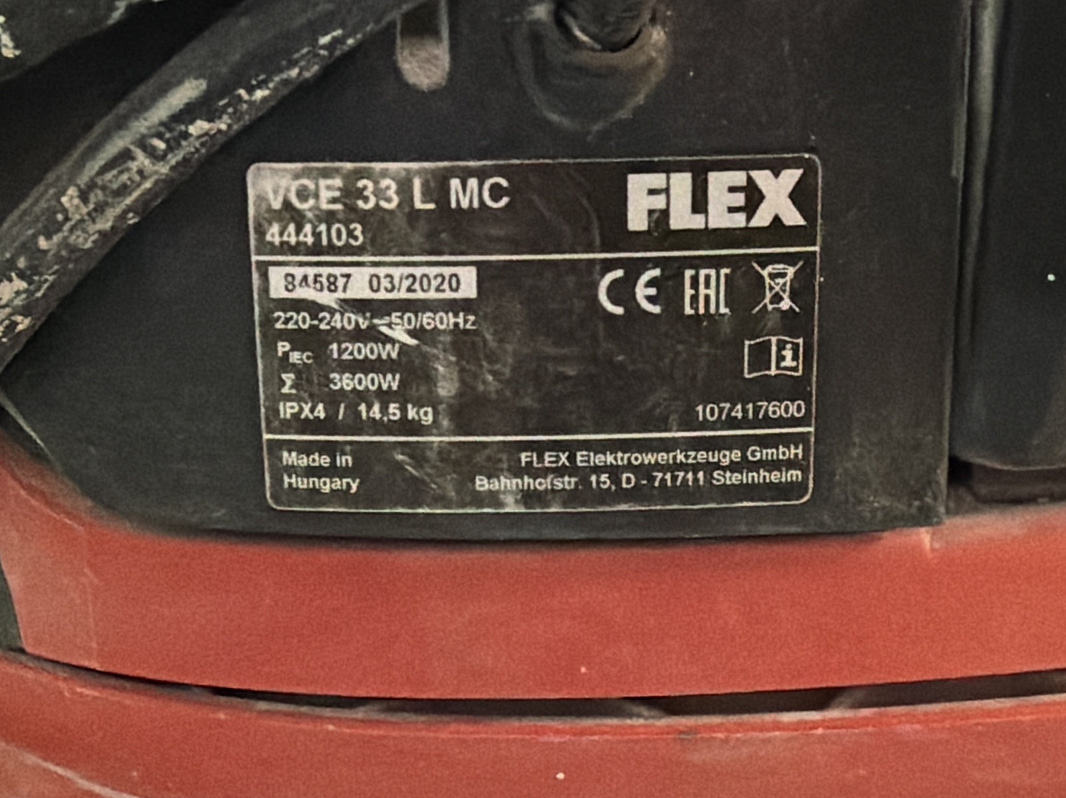 VCE 33 L MC
FLEX
444103
84587 03/2020
CE EAC
220-240V~50/60Hz
PIEC 1200W
Σ 3600W
i
IPX4 / 14,5 kg
107417600
Made in
Hungary
FLEX Elektrowerkzeuge GmbH
Bahnhofstr. 15, D - 71711 Steinheim